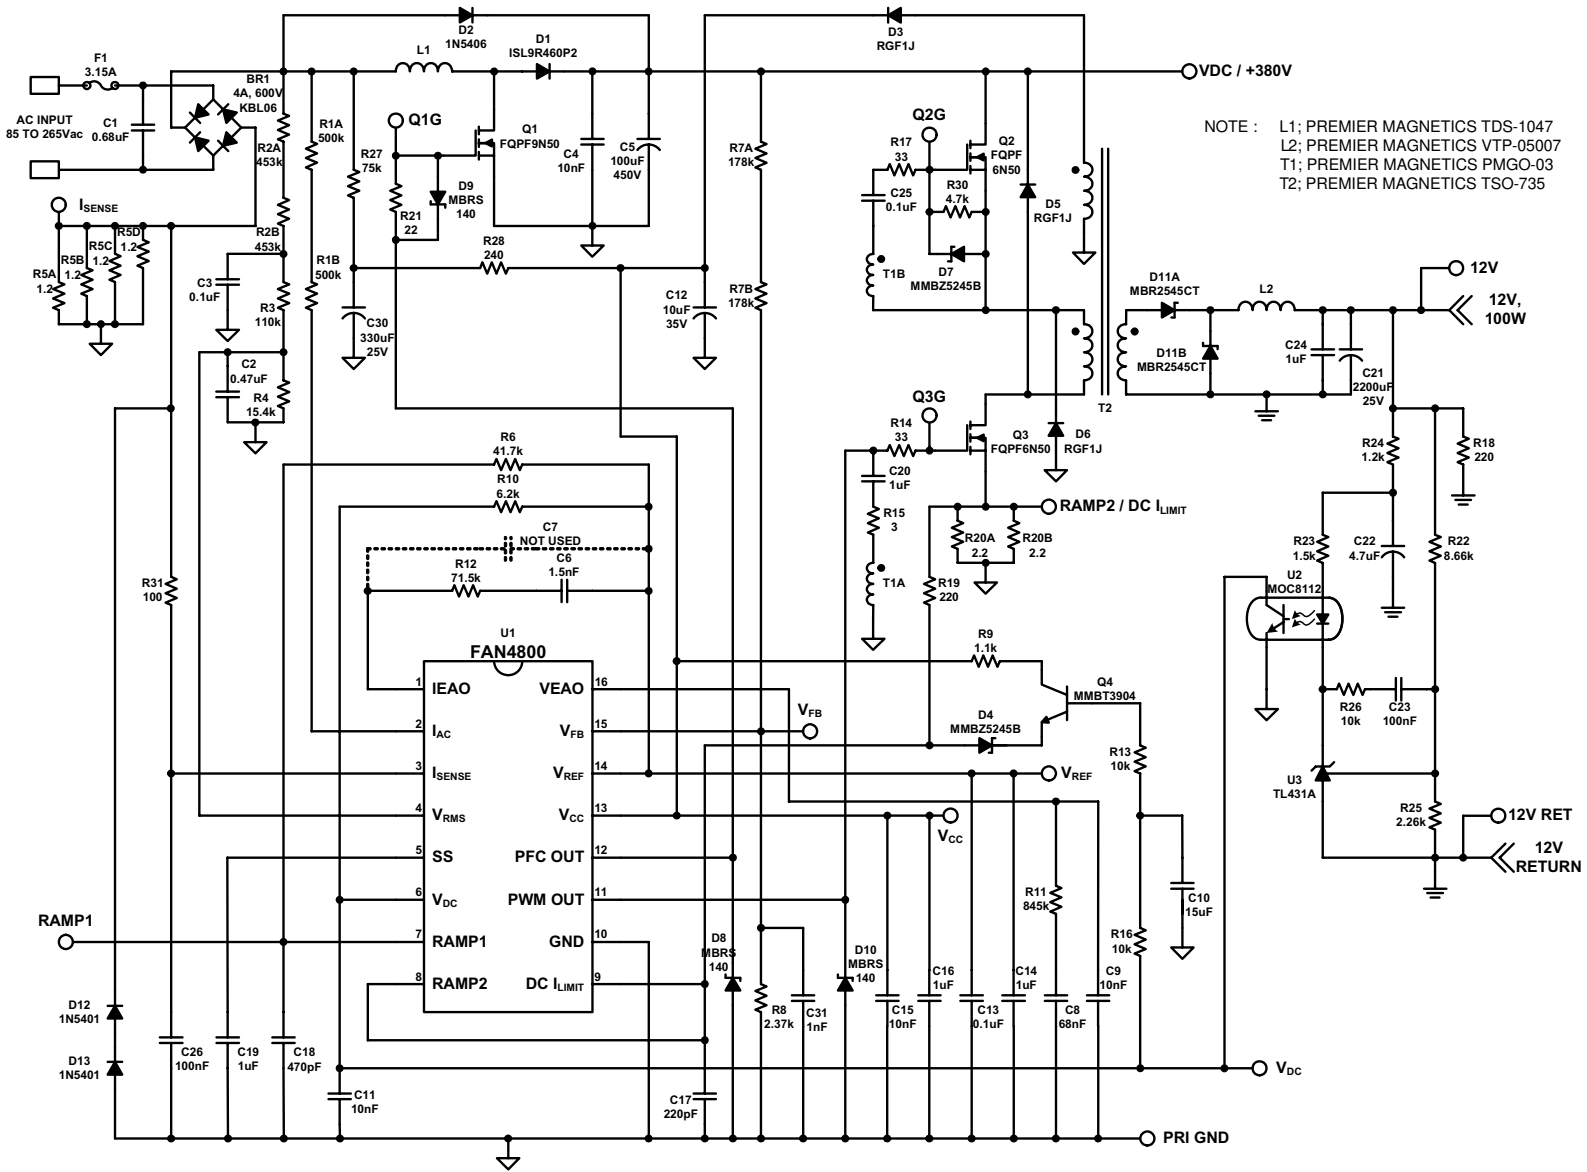 F1
3.15A
AC INPUT
85 TO 265Vac
C1
0.68uF
BR1
4A, 600V
KBL06
D2
1N5406
L1
D1
ISL9R460P2
D3
RGF1J
VDC / +380V
NOTE : L1; PREMIER MAGNETICS TDS-1047
L2; PREMIER MAGNETICS VTP-05007
T1; PREMIER MAGNETICS PMGO-03
T2; PREMIER MAGNETICS TSO-735
R2A
453k
R1A
500k
R27
75k
Q1G
Q1
FQPF9N50
D9
MBRS
140
R21
22
C4
10nF
C5
100uF
450V
R7A
178k
Q2G
R17
33
Q2
FQPF
6N50
C25
0.1uF
R30
4.7k
D5
RGF1J
D7
MMBZ5245B
T1B
ISENSE
R5A
1.2
R5B
1.2
R5C
1.2
R5D
1.2
R2B
453k
C3
0.1uF
R3
110k
R1B
500k
R28
240
C30
330uF
25V
C12
10uF
35V
R7B
178k
C2
0.47uF
R4
15.4k
D11A
MBR2545CT
L2
D11B
MBR2545CT
C24
1uF
C21
2200uF
25V
12V
12V,
100W
T2
Q3G
R14
33
Q3
FQPF6N50
D6
RGF1J
C20
1uF
R15
3
T1A
RAMP2 / DC ILIMIT
R20A
2.2
R20B
2.2
R19
220
R24
1.2k
R18
220
R23
1.5k
C22
4.7uF
R22
8.66k
U2
MOC8112
R6
41.7k
R10
6.2k
C7
NOT USED
R12
71.5k
C6
1.5nF
R31
100
U1
FAN4800
1 IEAO VEAO 16
2 IAC VFB 15
3 ISENSE VREF 14
4 VRMS VCC 13
5 SS PFC OUT 12
6 VDC PWM OUT 11
7 RAMP1 GND 10
8 RAMP2 DC ILIMIT 9
R9
1.1k
Q4
MMBT3904
D4
MMBZ5245B
VFB
VREF
VCC
R13
10k
R26
10k
C23
100nF
U3
TL431A
R25
2.26k
12V RET
12V
RETURN
R11
845k
C10
15uF
R16
10k
RAMP1
D8
MBRS
140
D10
MBRS
140
R8
2.37k
C31
1nF
C15
10nF
C16
1uF
C13
0.1uF
C14
1uF
C8
68nF
C9
10nF
D12
1N5401
D13
1N5401
C26
100nF
C19
1uF
C18
470pF
C11
10nF
C17
220pF
VDC
PRI GND